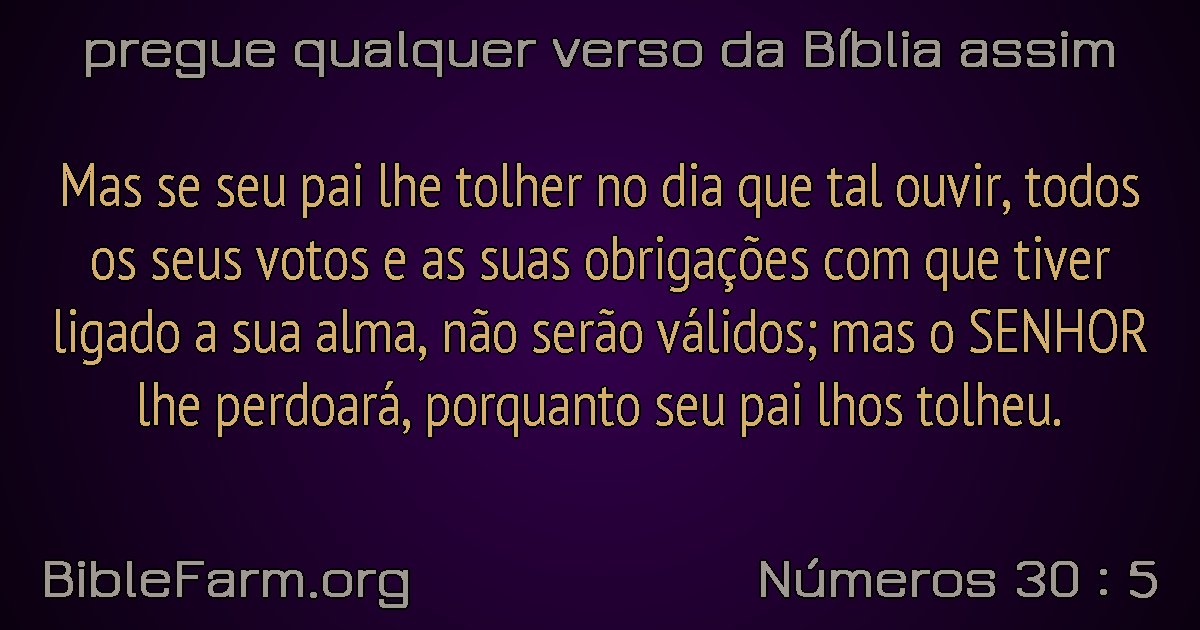 pregue qualquer verso da Bíblia assim
Mas se seu pai lhe tolher no dia que tal ouvir, todos
os seus votos e as suas obrigações com que tiver
ligado a sua alma, não serão válidos; mas o SENHOR
lhe perdoará, porquanto seu pai lhos tolheu.
BibleFarm.org
Números 30 : 5